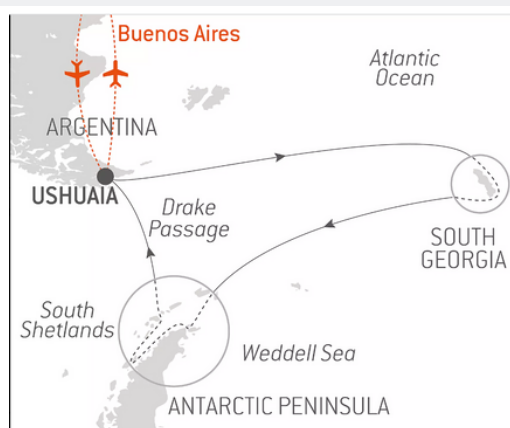 Buenos Aires
Atlantic
Ocean
ARGENTINA
USHUAIA
Drake
Passage
SOUTH
GEORGIA
South
Shetlands
Weddell Sea
ANTARCTIC PENINSULA